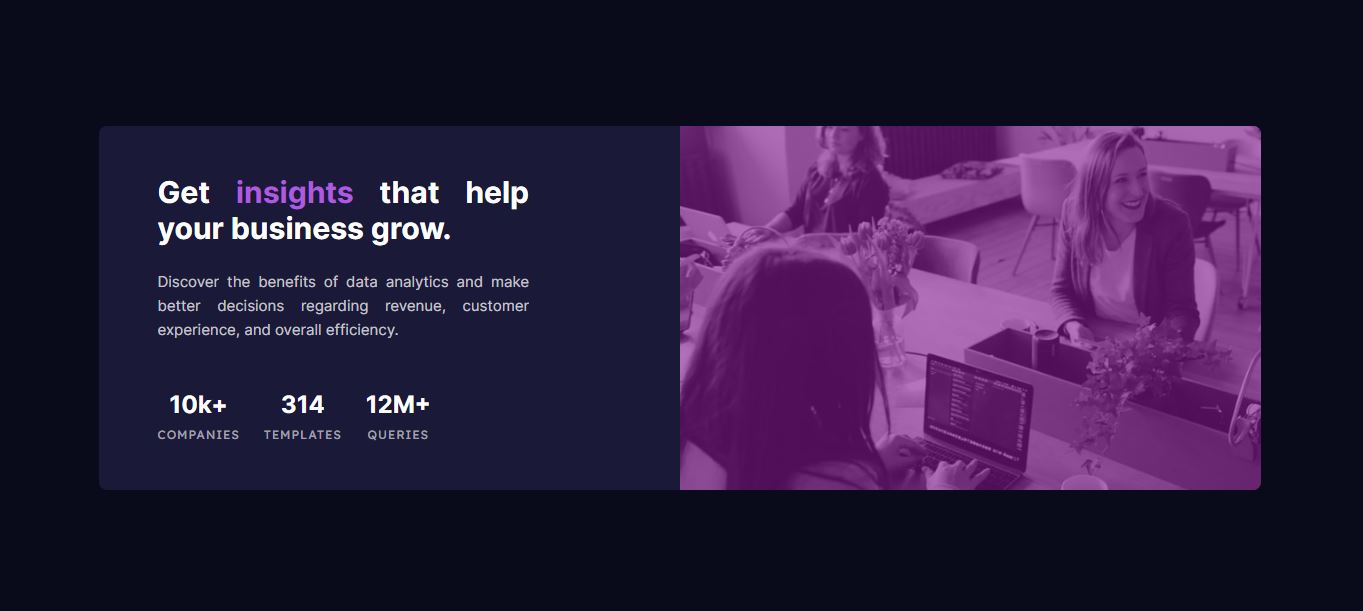 Get insights that help
your business grow.
Discover the benefits of data analytics and make
better decisions regarding revenue, customer
experience, and overall efficiency.
10k+ 314 12M+
COMPANIES TEMPLATES QUERIES